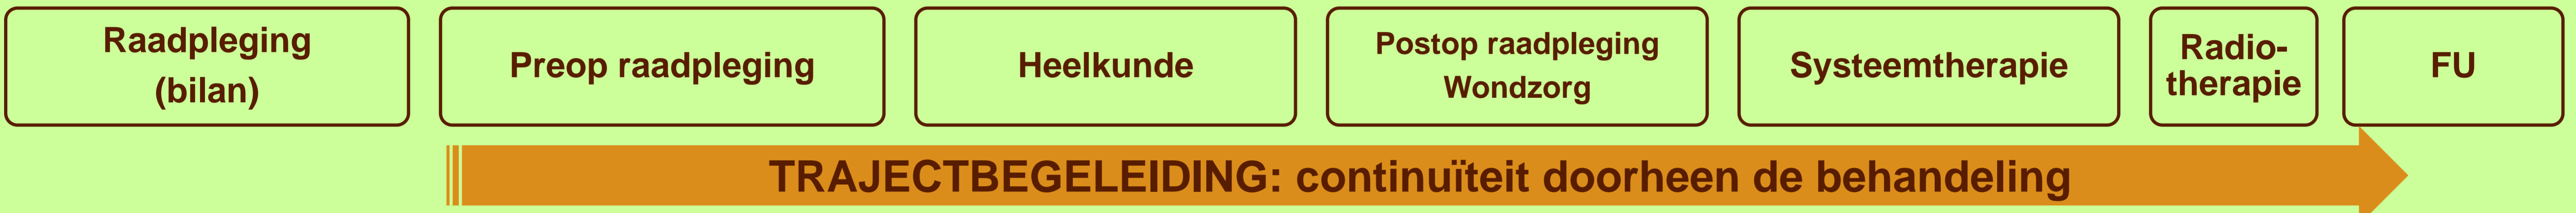 Raadpleging
(bilan)
Preop raadpleging
Heelkunde
Postop raadpleging
Wondzorg
Systeemtherapie
Radio-
therapie
FU
TRAJECTBEGELEIDING: continuïteit doorheen de behandeling